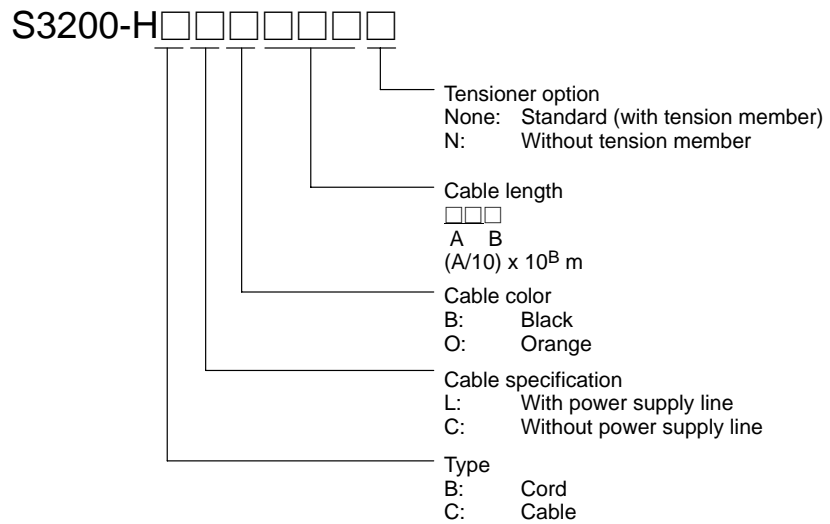 S3200-H□□□□□□□
Tensioner option
None: Standard (with tension member)
N: Without tension member
Cable length
□□□
A B
(A/10) x 10B m
Cable color
B: Black
O: Orange
Cable specification
L: With power supply line
C: Without power supply line
Type
B: Cord
C: Cable